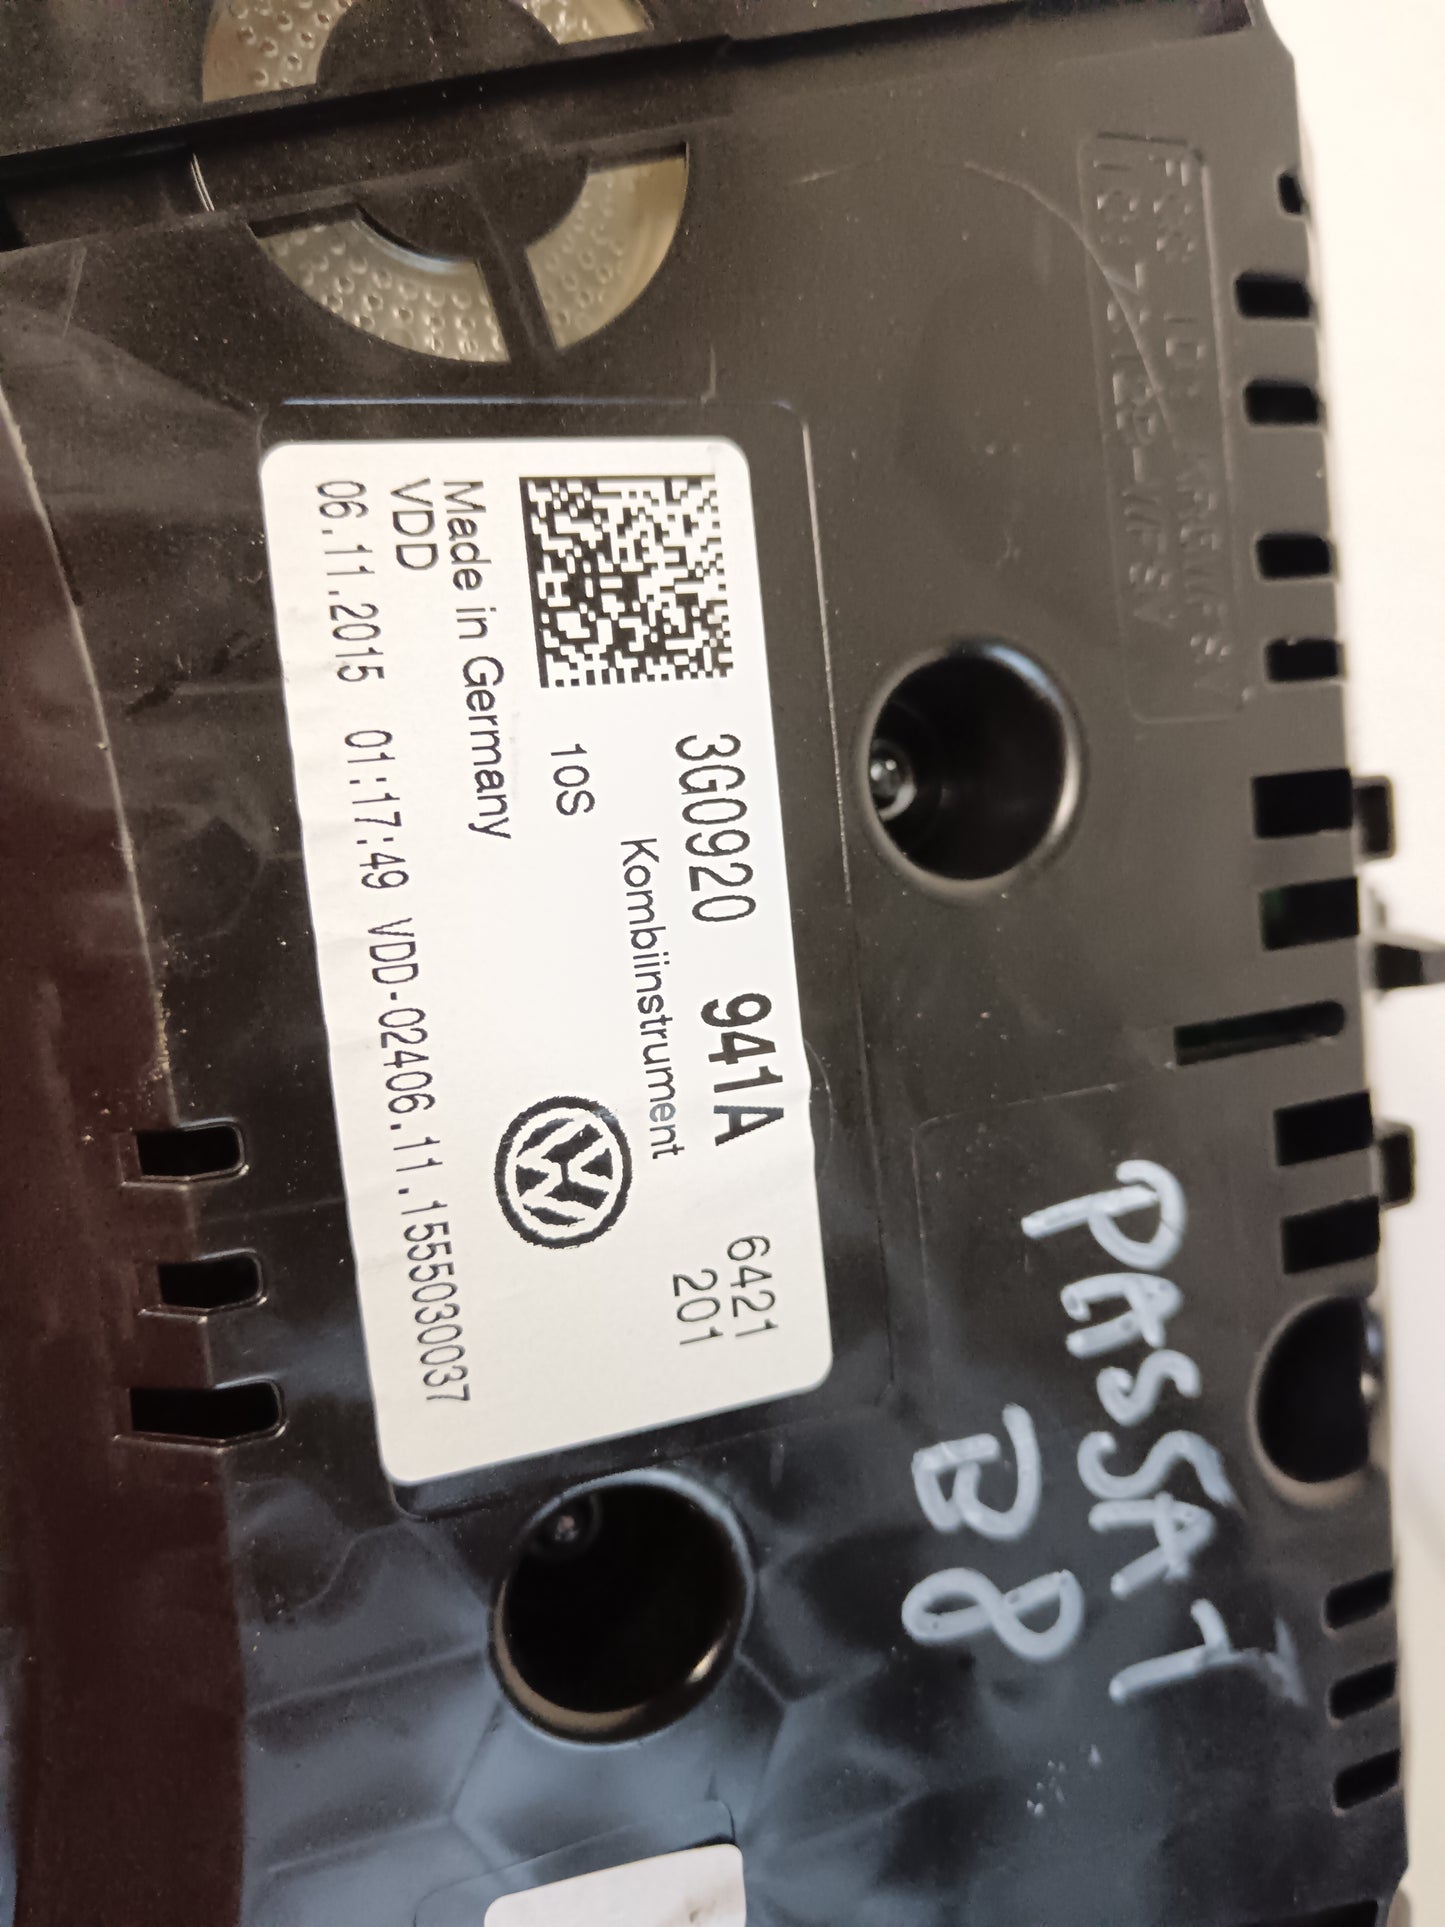 3G0920 941A 6421
Kombiinstrument 201
10S
Made in Germany
VDD
06.11.2015 01:17:49 VDD-02406.11.1555030037
PASSAT
B8